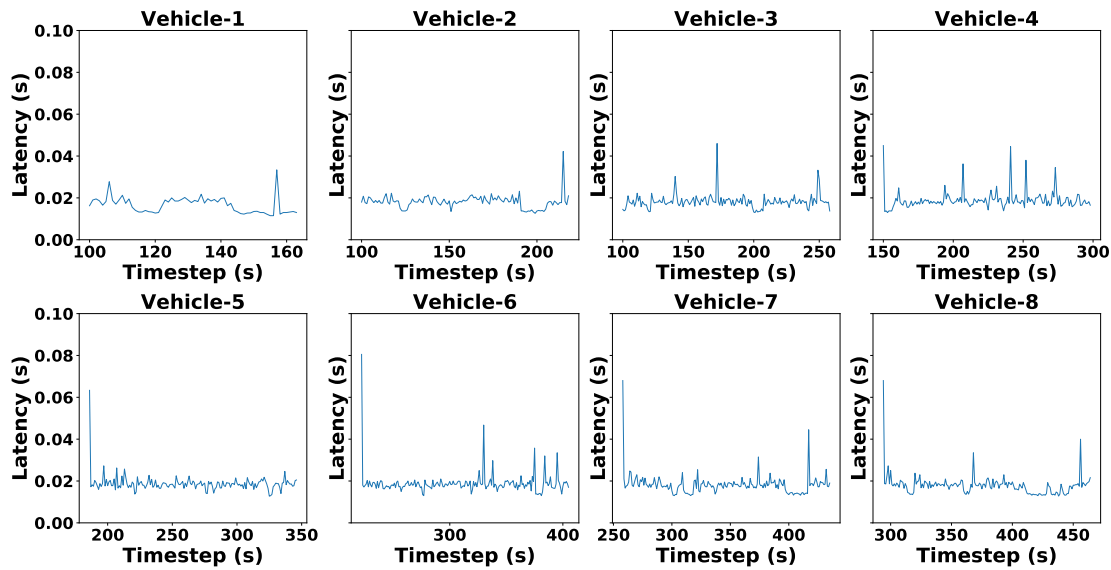 Vehicle-1 Vehicle-2 Vehicle-3 Vehicle-4
Latency (s) Latency (s) Latency (s) Latency (s)
0.10
0.08
0.06
0.04
0.02
0.00
100 120 140 160 100 150 200 100 150 200 250 150 200 250 300
Timestep (s) Timestep (s) Timestep (s) Timestep (s)
Vehicle-5 Vehicle-6 Vehicle-7 Vehicle-8
Latency (s) Latency (s) Latency (s) Latency (s)
0.10
0.08
0.06
0.04
0.02
0.00
200 250 300 350 300 400 250 300 350 400 300 350 400 450
Timestep (s) Timestep (s) Timestep (s) Timestep (s)